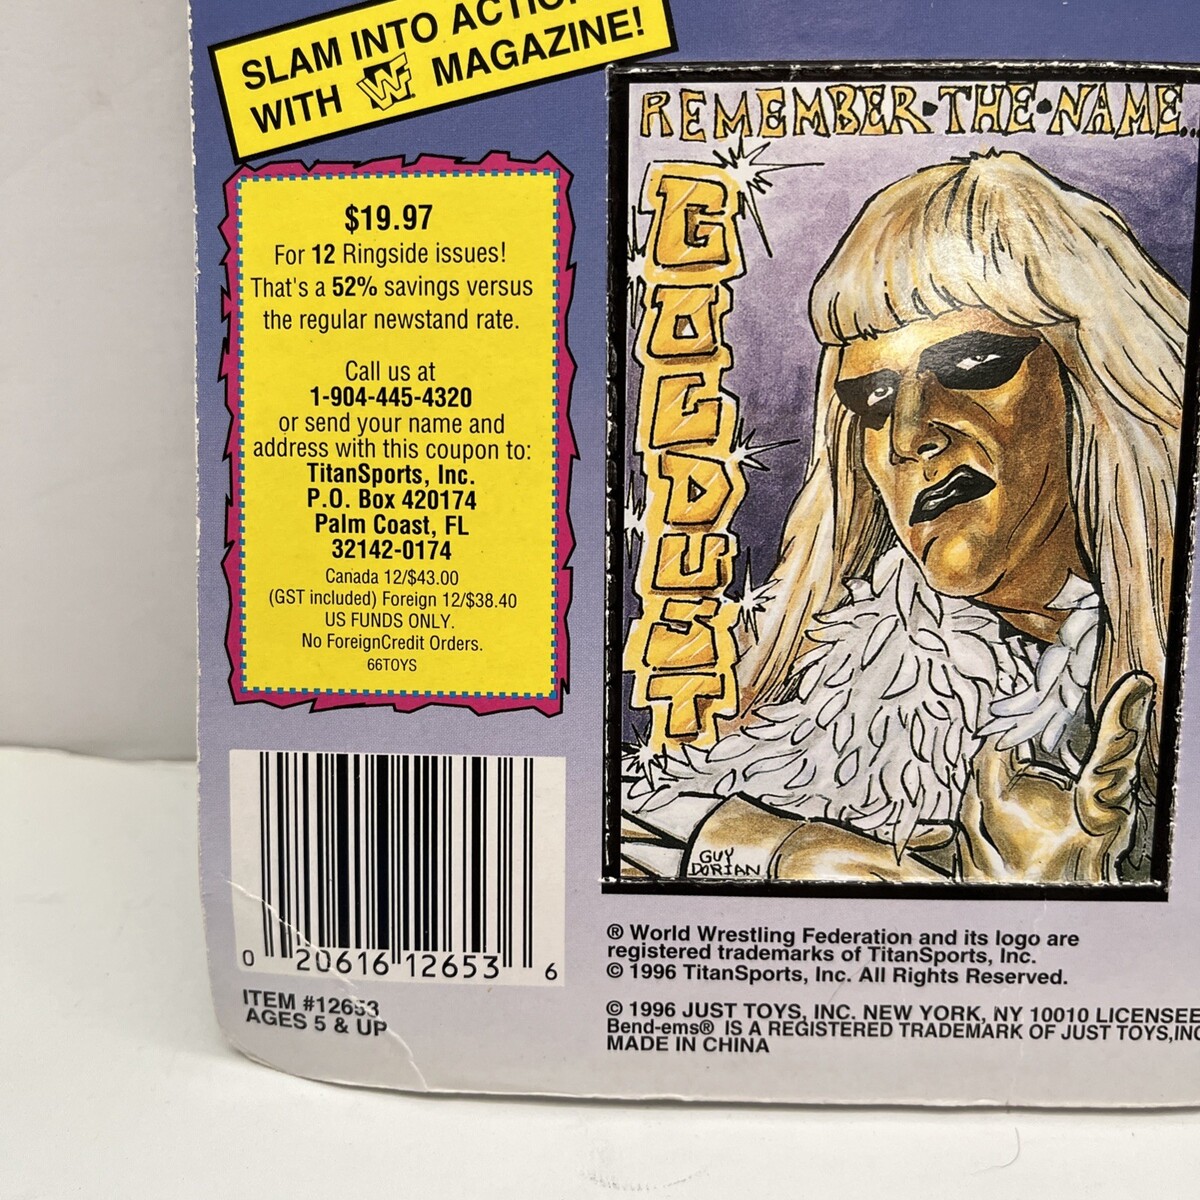 SLAM INTO ACTION
WITH WF MAGAZINE!
$19.97
For 12 Ringside issues!
That's a 52% savings versus
the regular newstand rate.
Call us at
1-904-445-4320
or send your name and
address with this coupon to:
TitanSports, Inc.
P.O. Box 420174
Palm Coast, FL
32142-0174
Canada 12/$43.00
(GST included) Foreign 12/$38.40
US FUNDS ONLY.
No ForeignCredit Orders.
66TOYS
0 20616 12653 6
ITEM #12653
AGES 5 & UP
REMEMBER·THE·NAME...
GOLDUST
GUY
DORIAN
® World Wrestling Federation and its logo are
registered trademarks of TitanSports, Inc.
© 1996 TitanSports, Inc. All Rights Reserved.
© 1996 JUST TOYS, INC. NEW YORK, NY 10010 LICENSEE
Bend-ems® IS A REGISTERED TRADEMARK OF JUST TOYS,INC
MADE IN CHINA